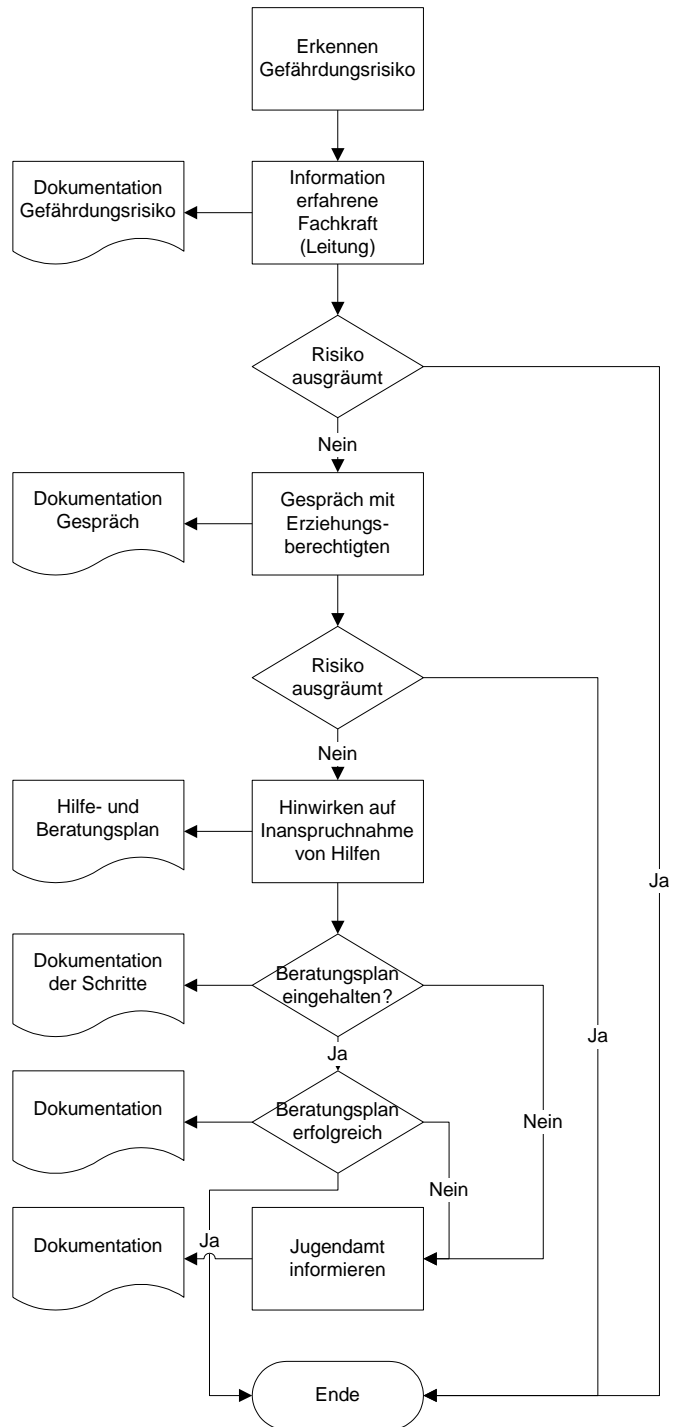 Erkennen
Gefährdungsrisiko
Dokumentation
Gefährdungsrisiko
Information
erfahrene
Fachkraft
(Leitung)
Risiko
ausgräumt
Nein
Dokumentation
Gespräch
Gespräch mit
Erziehungs-
berechtigten
Risiko
ausgräumt
Nein
Hilfe- und
Beratungsplan
Hinwirken auf
Inanspruchnahme
von Hilfen
Ja
Dokumentation
der Schritte
Beratungsplan
eingehalten?
Ja
Ja
Dokumentation
Beratungsplan
erfolgreich
Nein
Nein
Dokumentation
Ja
Jugendamt
informieren
Ende